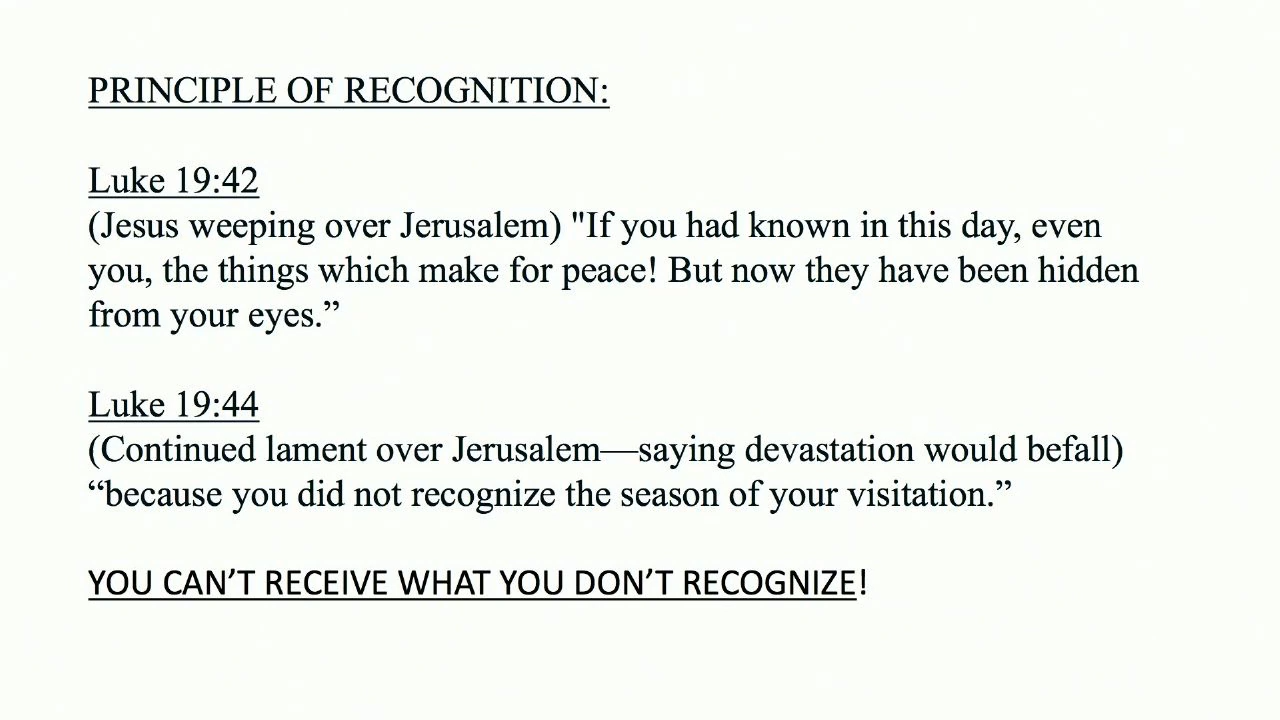 PRINCIPLE OF RECOGNITION:
Luke 19:42
(Jesus weeping over Jerusalem) "If you had known in this day, even
you, the things which make for peace! But now they have been hidden
from your eyes.”
Luke 19:44
(Continued lament over Jerusalem—saying devastation would befall)
“because you did not recognize the season of your visitation.”
YOU CAN’T RECEIVE WHAT YOU DON’T RECOGNIZE!